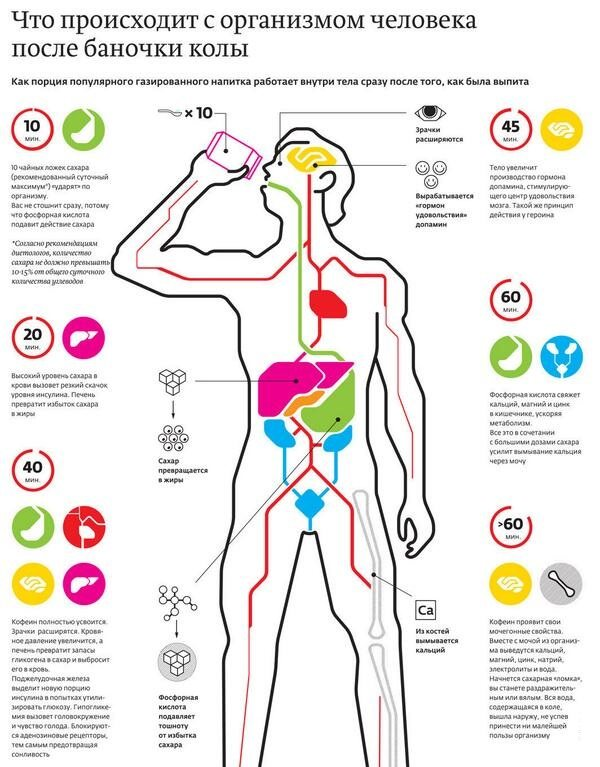 Что происходит с организмом человека
после баночки колы
Как порция популярного газированного напитка работает внутри тела сразу после того, как была выпита
10
мин.
10 чайных ложек сахара
(рекомендованный суточный
максимум*) «ударят» по
организму.
Вас не стошнит сразу, потому
что фосфорная кислота
подавит действие сахара
*Согласно рекомендациям
диетологов, количество
сахара не должно превышать
10-15% от общего суточного
количества углеводов
20
мин.
Высокий уровень сахара в
крови вызовет резкий скачок
уровня инсулина. Печень
превратит избыток сахара
в жиры
40
мин.
Кофеин полностью усвоится.
Зрачки расширятся. Кровя-
ное давление увеличится, а
печень превратит запасы
гликогена в сахар и выбросит
его в кровь.
Поджелудочная железа
выделит новую порцию
инсулина в попытках утили-
зировать глюкозу. Гипоглике-
мия вызовет головокружение
и чувство голода. Блокируют-
ся аденозиновые рецепторы,
тем самым предотвращая
сонливость
× 10
Сахар
превращается
в жиры
Фосфорная
кислота
подавляет
тошноту
от избытка
сахара
Зрачки
расширяются
Вырабатывается
«гормон
удовольствия»
допамин
Ca
Из костей
вымывается
кальций
45
мин.
Тело увеличит
производство гормона
допамина, стимулирую-
щего центр удовольствия
мозга. Такой же принцип
действия у героина
60
мин.
Фосфорная кислота свяжет
кальций, магний и цинк
в кишечнике, ускоряя
метаболизм.
Все это в сочетании
с большими дозами сахара
усилит вымывание кальция
через мочу
>60
мин.
Кофеин проявит свои
мочегонные свойства.
Вместе с мочой из организ-
ма выведутся кальций,
магний, цинк, натрий,
электролиты и вода.
Начнется сахарная «ломка»,
вы станете раздражитель-
ным или вялым. Вся вода,
содержащаяся в коле,
вышла наружу, не успев
принести ни малейшей
пользы организму